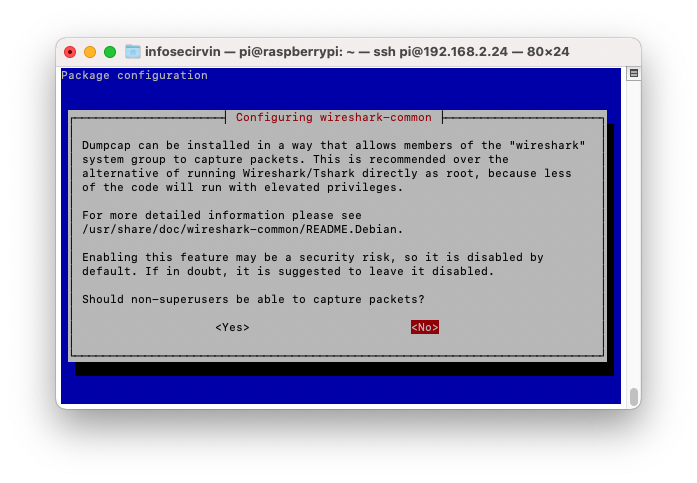 infosecirvin — pi@raspberrypi: ~ — ssh pi@192.168.2.24 — 80×24
Package configuration
Configuring wireshark-common
Dumpcap can be installed in a way that allows members of the "wireshark"
system group to capture packets. This is recommended over the
alternative of running Wireshark/Tshark directly as root, because less
of the code will run with elevated privileges.
For more detailed information please see
/usr/share/doc/wireshark-common/README.Debian.
Enabling this feature may be a security risk, so it is disabled by
default. If in doubt, it is suggested to leave it disabled.
Should non-superusers be able to capture packets?
<Yes> <No>